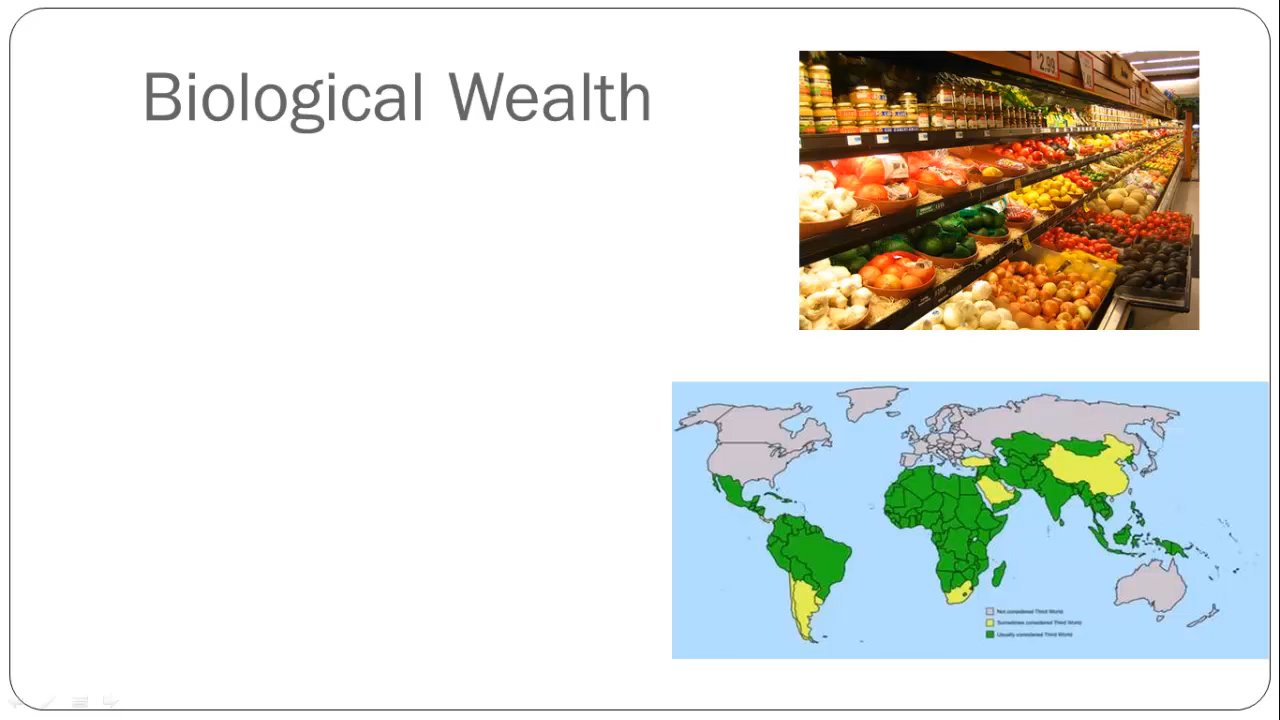 Biological Wealth
2.99
Not considered Third World
Sometimes considered Third World
Usually considered Third World